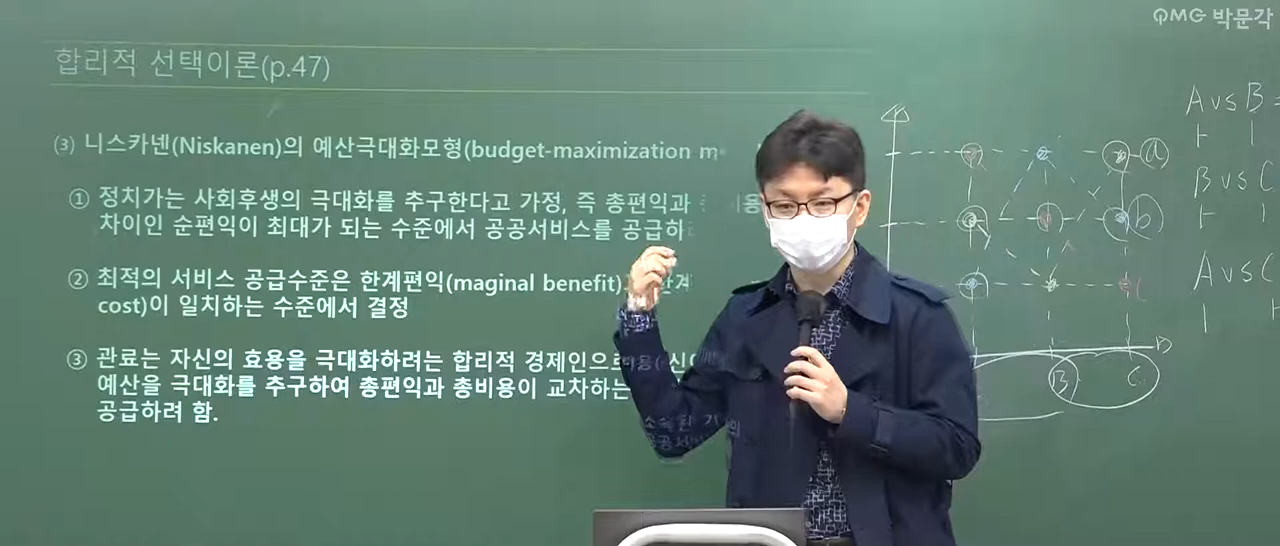 QMG 박문각
합리적 선택이론(p.47)
(3) 니스카넨(Niskanen)의 예산극대화모형(budget-maximization m
① 정치가는 사회후생의 극대화를 추구한다고 가정, 즉 총편익과
차이인 순편익이 최대가 되는 수준에서 공공서비스를 공급하
② 최적의 서비스 공급수준은 한계편익(maginal benefit)
cost)이 일치하는 수준에서 결정
③ 관료는 자신의 효용을 극대화하려는 합리적 경제인으로
예산을 극대화를 추구하여 총편익과 총비용이 교차하는
공급하려 함.
a
b
c
B
C
A vs B =
B vs C
A vs C